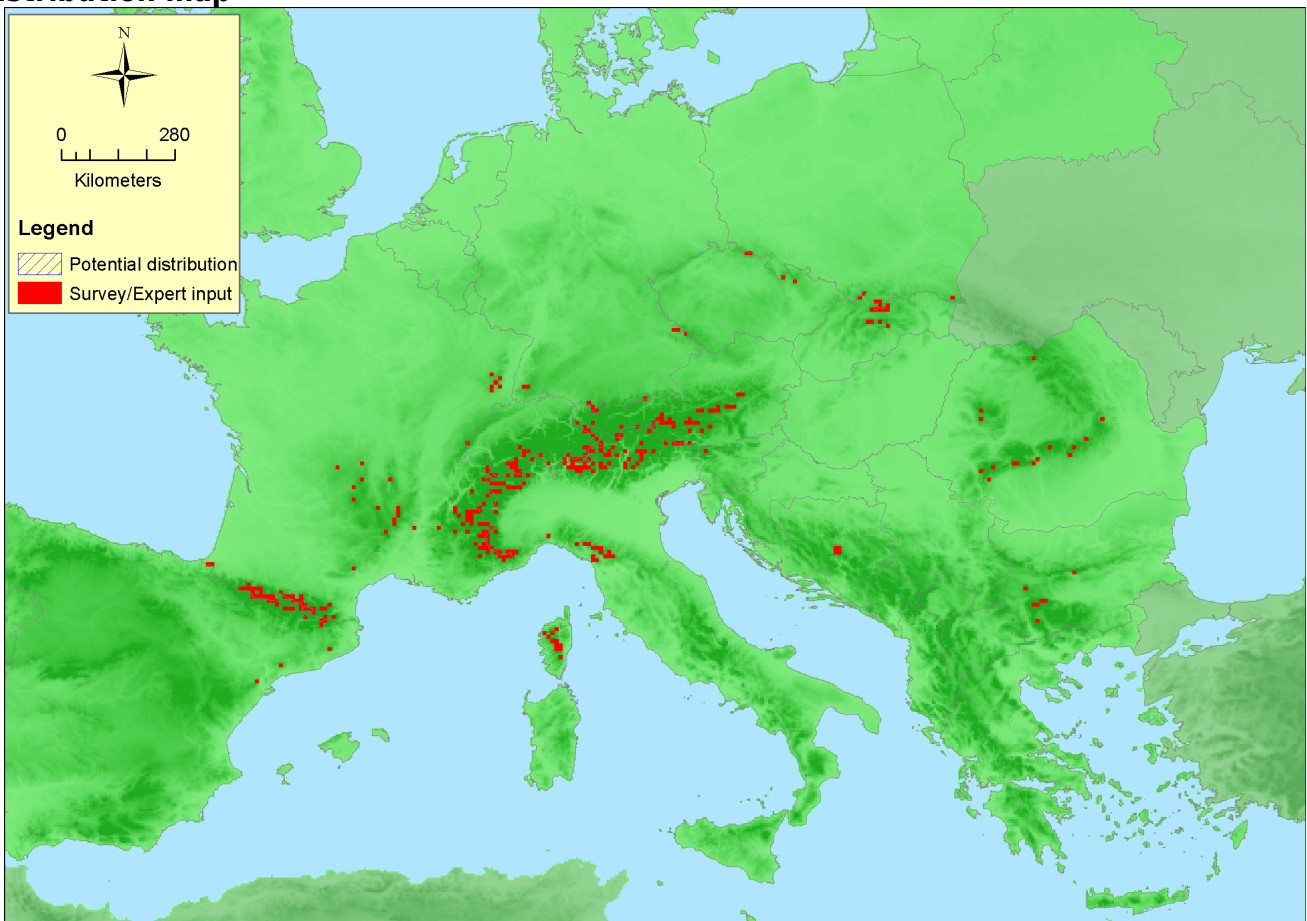 N
0 280
Kilometers
Legend
Potential distribution
Survey/Expert input